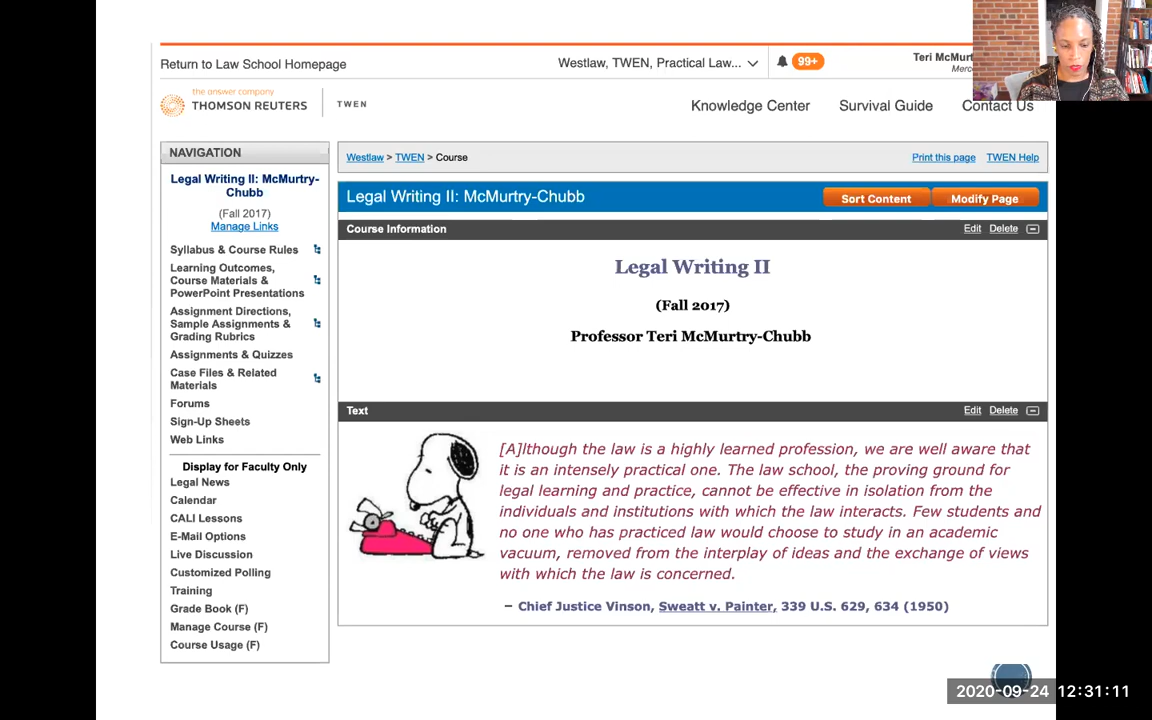 Return to Law School Homepage
Westlaw, TWEN, Practical Law...
99+
Teri McMurt
Merce
the answer company
THOMSON REUTERS
TWEN
Knowledge Center
Survival Guide
Contact Us
NAVIGATION
Legal Writing II: McMurtry-
Chubb
(Fall 2017)
Manage Links
Syllabus & Course Rules
Learning Outcomes,
Course Materials &
PowerPoint Presentations
Assignment Directions,
Sample Assignments &
Grading Rubrics
Assignments & Quizzes
Case Files & Related
Materials
Forums
Sign-Up Sheets
Web Links
Display for Faculty Only
Legal News
Calendar
CALI Lessons
E-Mail Options
Live Discussion
Customized Polling
Training
Grade Book (F)
Manage Course (F)
Course Usage (F)
Westlaw > TWEN > Course
Print this page
TWEN Help
Legal Writing II: McMurtry-Chubb
Sort Content
Modify Page
Course Information
Edit
Delete
Legal Writing II
(Fall 2017)
Professor Teri McMurtry-Chubb
Text
Edit
Delete
[A]lthough the law is a highly learned profession, we are well aware that
it is an intensely practical one. The law school, the proving ground for
legal learning and practice, cannot be effective in isolation from the
individuals and institutions with which the law interacts. Few students and
no one who has practiced law would choose to study in an academic
vacuum, removed from the interplay of ideas and the exchange of views
with which the law is concerned.
– Chief Justice Vinson, Sweatt v. Painter, 339 U.S. 629, 634 (1950)
2020-09-24 12:31:11